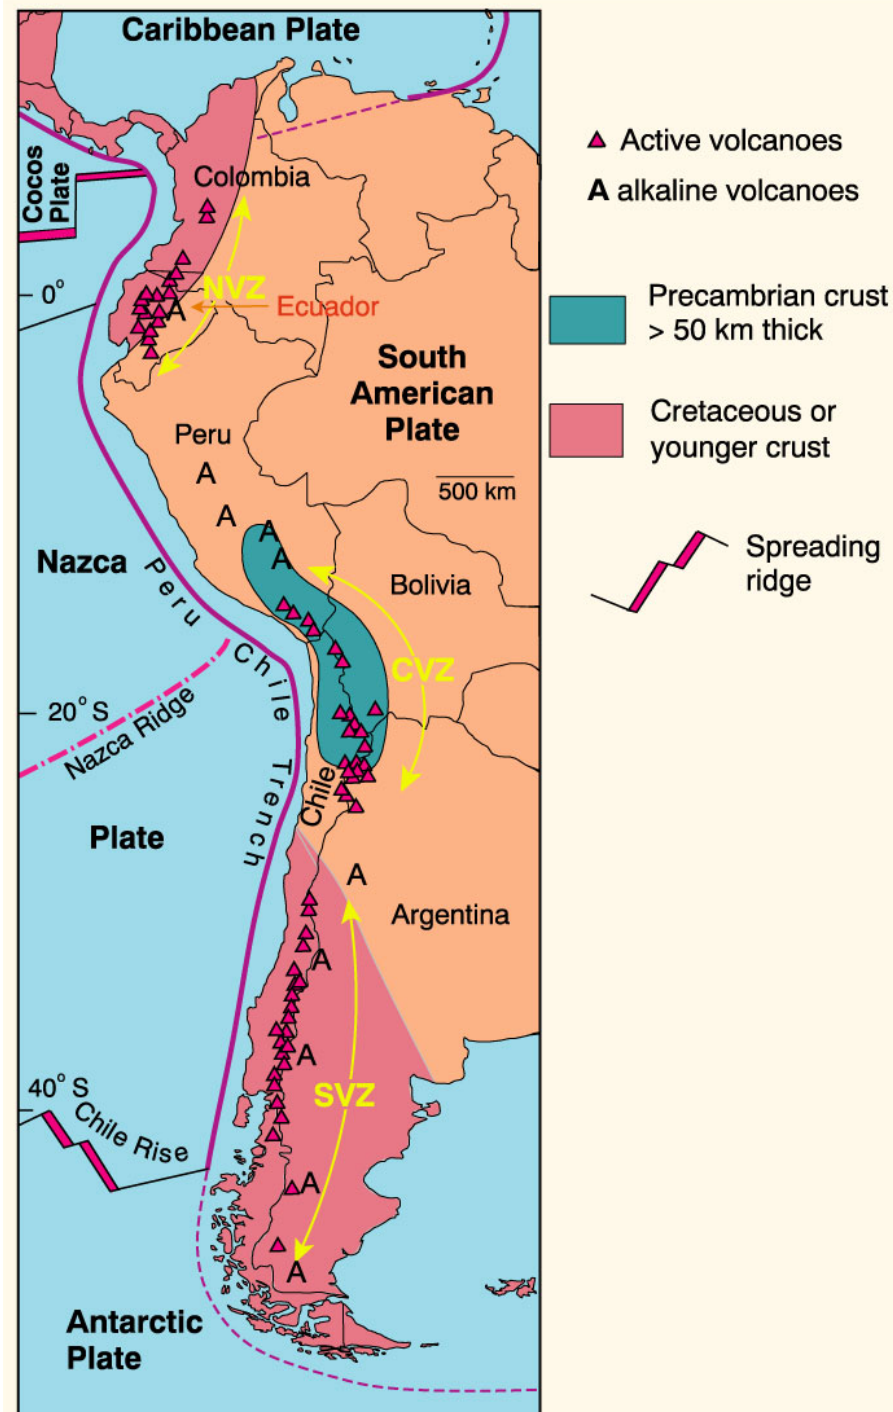 Caribbean Plate
Active volcanoes
A alkaline volcanoes
Cocos
Plate
Colombia
NVZ
0°
A
Ecuador
Precambrian crust
> 50 km thick
South
American
Plate
Cretaceous or
younger crust
Peru
A
500 km
A
A
A
Nazca
Spreading
ridge
Bolivia
Peru Chile Trench
CVZ
20° S
Nazca Ridge
Chile
Plate
A
Argentina
A
A
40° S
SVZ
Chile Rise
A
A
Antarctic
Plate